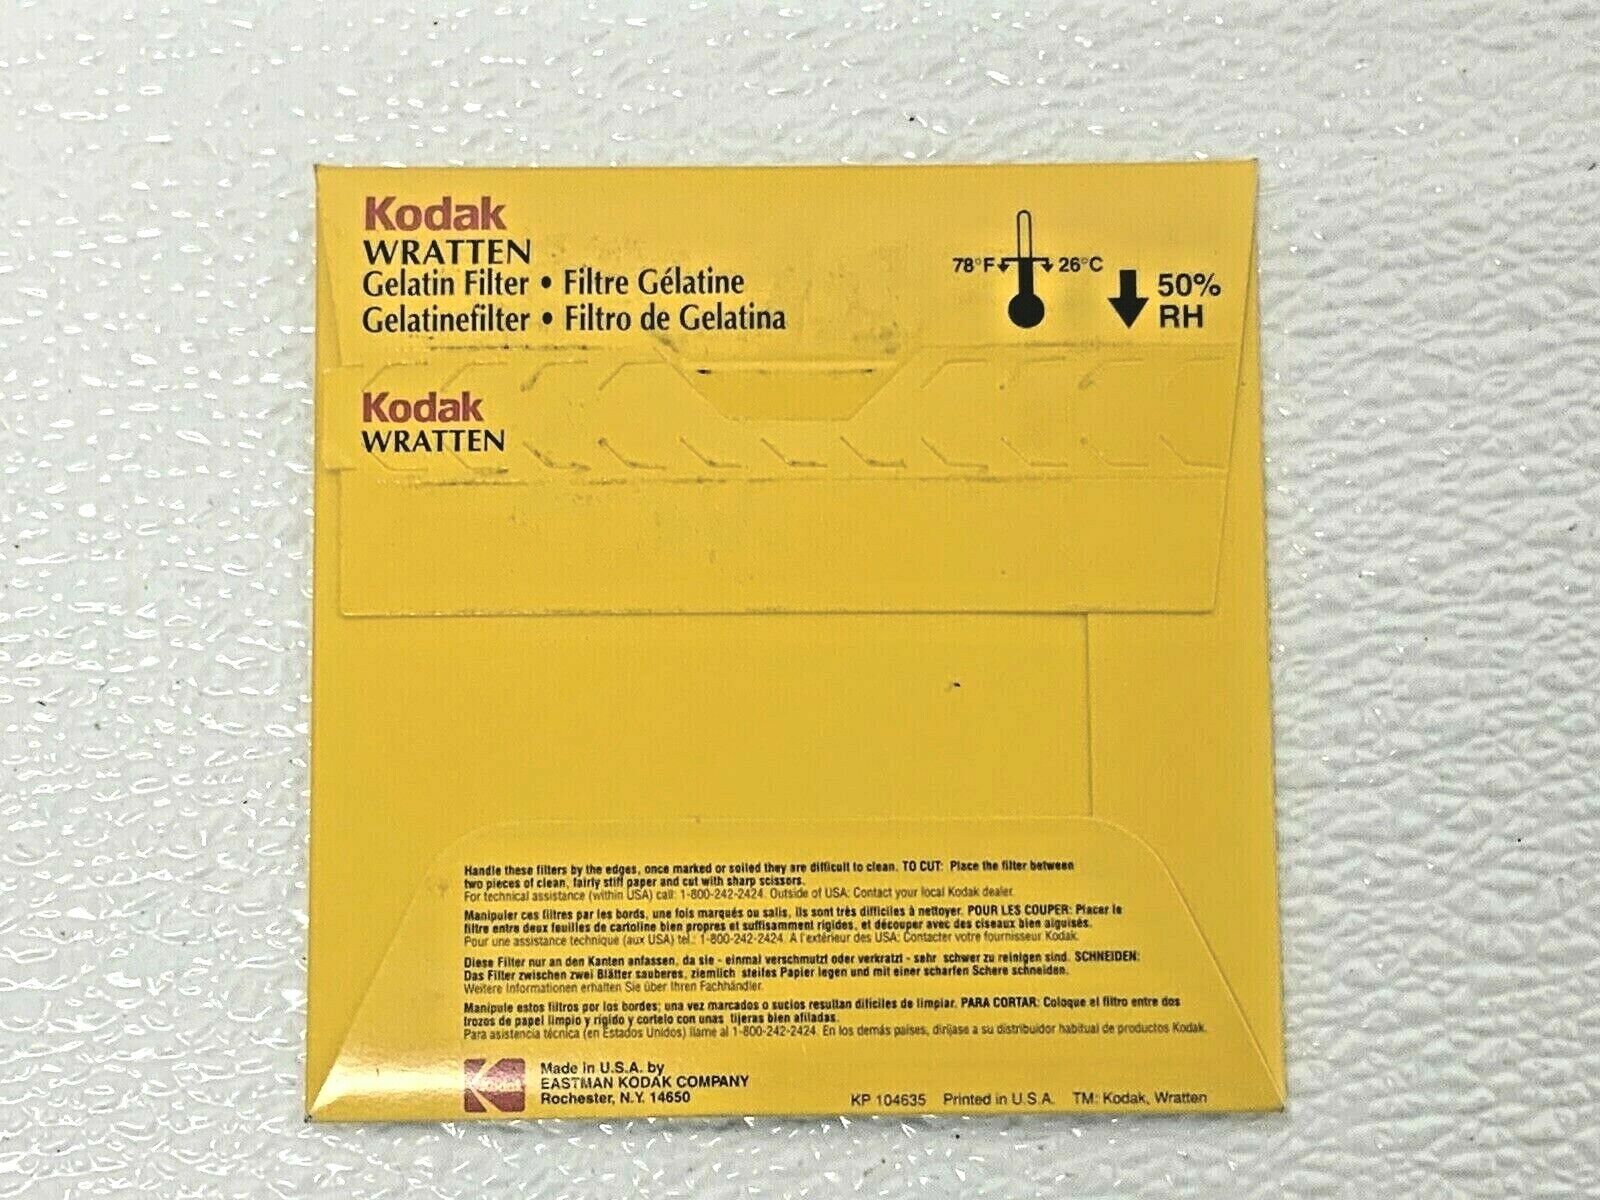 Kodak
WRATTEN
Gelatin Filter • Filtre Gélatine
Gelatinefilter • Filtro de Gelatina
78°F 26°C
50%
RH
Kodak
WRATTEN
Handle these filters by the edges, once marked or soiled they are difficult to clean. TO CUT: Place the filter between
two pieces of clean, fairly stiff paper and cut with sharp scissors.
For technical assistance (within USA) call: 1-800-242-2424. Outside of USA: Contact your local Kodak dealer.
Manipuler ces filtres par les bords, une fois marqués ou salis, ils sont très difficiles à nettoyer. POUR LES COUPER: Placer le
filtre entre deux feuilles de cartoline bien propres et suffisamment rigides, et découper avec des ciseaux bien aiguisés.
Pour une assistance technique (aux USA) tel.: 1-800-242-2424. A l'extérieur des USA: Contacter votre fournisseur Kodak.
Diese Filter nur an den Kanten anfassen, da sie - einmal verschmutzt oder verkratzt - sehr schwer zu reinigen sind. SCHNEIDEN:
Das Filter zwischen zwei Blätter sauberes, ziemlich steifes Papier legen und mit einer scharfen Schere schneiden.
Weitere Informationen erhalten Sie über Ihren Fachhändler.
Manipule estos filtros por los bordes; una vez marcados o sucios resultan difíciles de limpiar. PARA CORTAR: Coloque el filtro entre dos
trozos de papel limpio y rígido y cortelo con unas tijeras bien afiladas.
Para asistencia técnica (en Estados Unidos) llame al 1-800-242-2424. En los demás países, diríjase a su distribuidor habitual de productos Kodak.
Kodak
Made in U.S.A. by
EASTMAN KODAK COMPANY
Rochester, N.Y. 14650
KP 104635 Printed in U.S.A. TM: Kodak, Wratten